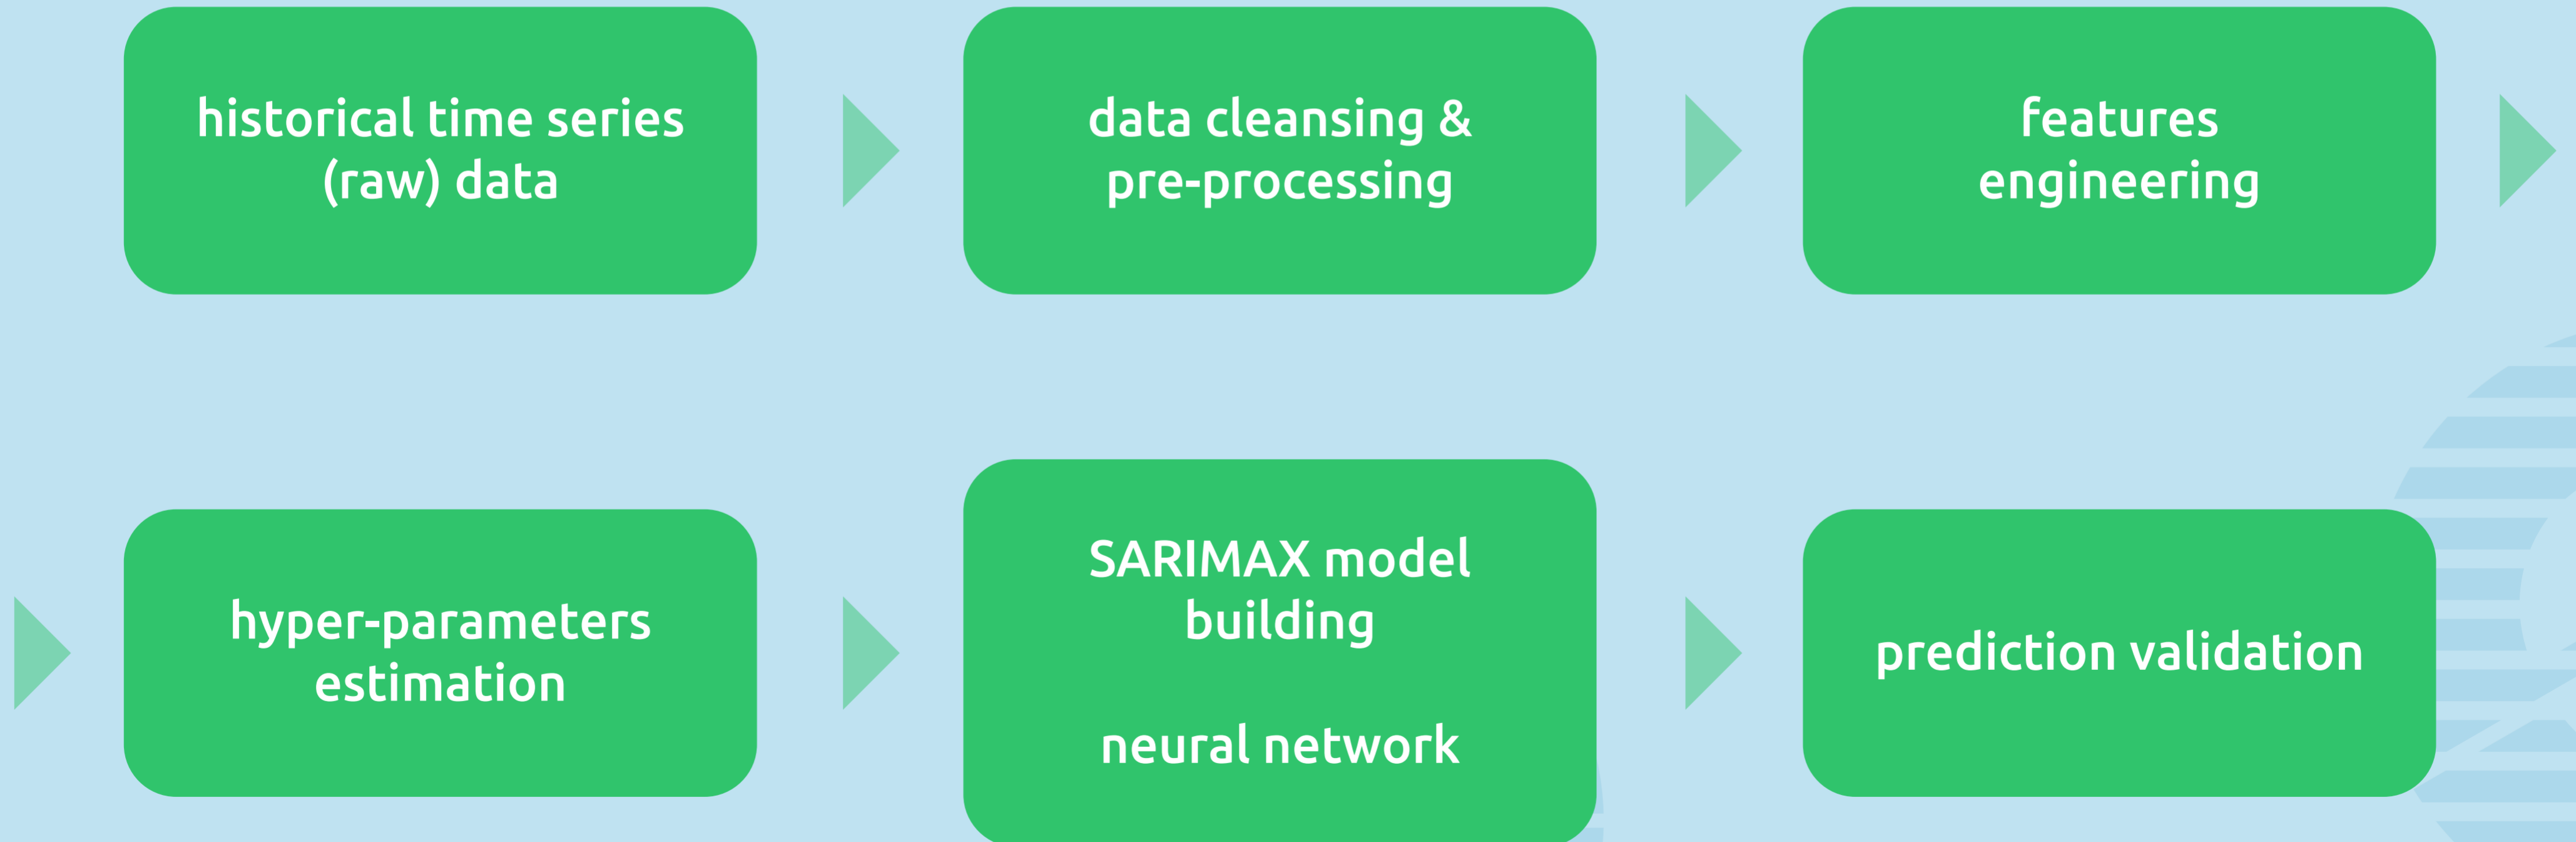 historical time series
(raw) data
data cleansing &
pre-processing
features
engineering
hyper-parameters
estimation
SARIMAX model
building
neural network
prediction validation